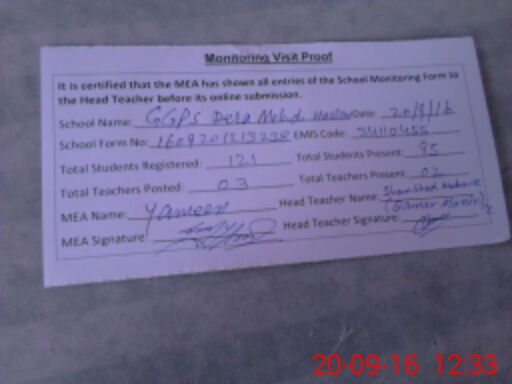 Monitoring Visit Proof
It is certified that the MEA has shown all entries of the School Monitoring Form to
the Head Teacher before its online submission.
School Name: GGPS Dera Mehdi Date: 20/9/16
School Form No: EMIS Code: 34110455
Total Students Registered: 121 Total Students Present: 95
Total Teachers Posted: 03 Total Teachers Present: 02
MEA Name: Yameen Head Teacher Name: Shamshad
MEA Signature: Head Teacher Signature:
20-09-16 12:33